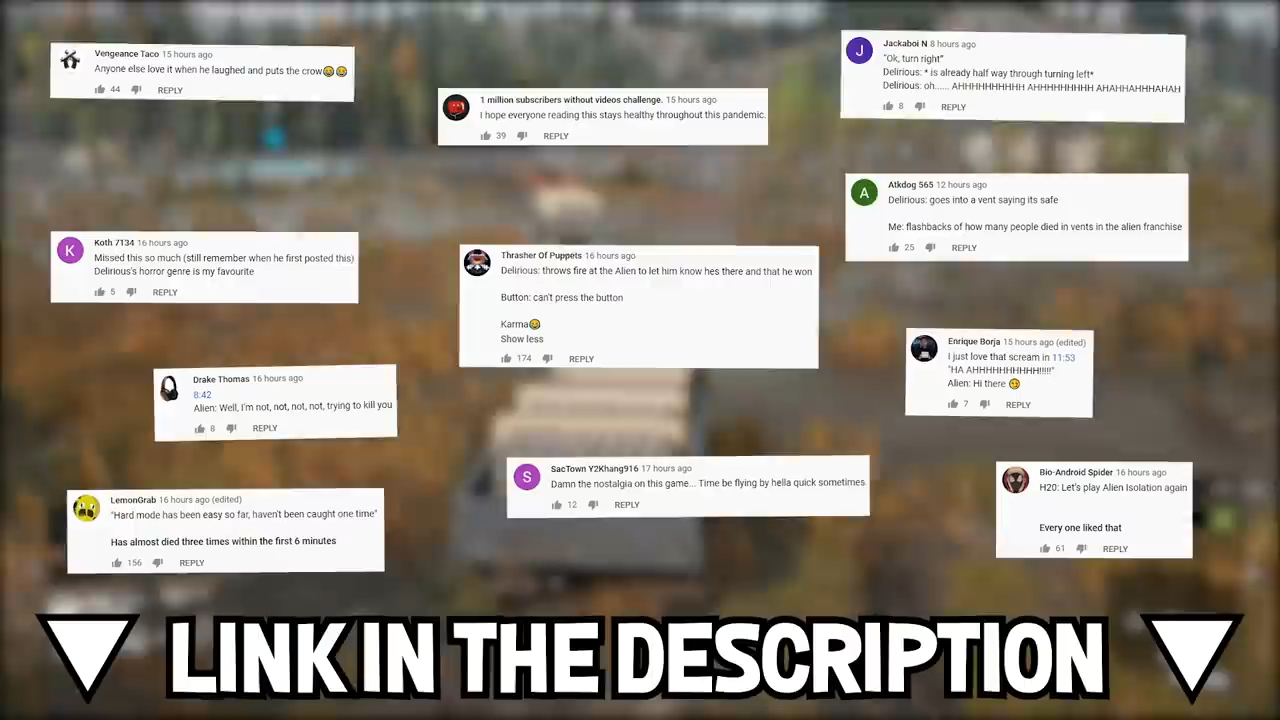 Vengeance Taco 15 hours ago
Anyone else love it when he laughed and puts the crow😂😂
44 REPLY
1 million subscribers without videos challenge. 15 hours ago
I hope everyone reading this stays healthy throughout this pandemic.
39 REPLY
J
Jackaboi N 8 hours ago
"Ok, turn right"
Delirious: * is already half way through turning left*
Delirious: oh...... AHHHHHHHHHH AHHHHHHHHH AHAHHAHHHAHAH
8 REPLY
A
Atkdog 565 12 hours ago
Delirious: goes into a vent saying its safe
Me: flashbacks of how many people died in vents in the alien franchise
25 REPLY
K
Koth 7134 16 hours ago
Missed this so much (still remember when he first posted this)
Delirious's horror genre is my favourite
5 REPLY
Thrasher Of Puppets 16 hours ago
Delirious: throws fire at the Alien to let him know hes there and that he won
Button: can't press the button
Karma😂
Show less
174 REPLY
Enrique Borja 15 hours ago (edited)
I just love that scream in 11:53
"HA AHHHHHHHHHH!!!!!"
Alien: Hi there 😏
7 REPLY
Drake Thomas 16 hours ago
8:42
Alien: Well, I'm not, not, not, not, trying to kill you
8 REPLY
S
SacTown Y2Khang916 17 hours ago
Damn the nostalgia on this game... Time be flying by hella quick sometimes
12 REPLY
Bio-Android Spider 16 hours ago
H20: Let's play Alien Isolation again
Every one liked that
61 REPLY
LemonGrab 16 hours ago (edited)
"Hard mode has been easy so far, haven't been caught one time"
Has almost died three times within the first 6 minutes
156 REPLY
LINK IN THE DESCRIPTION